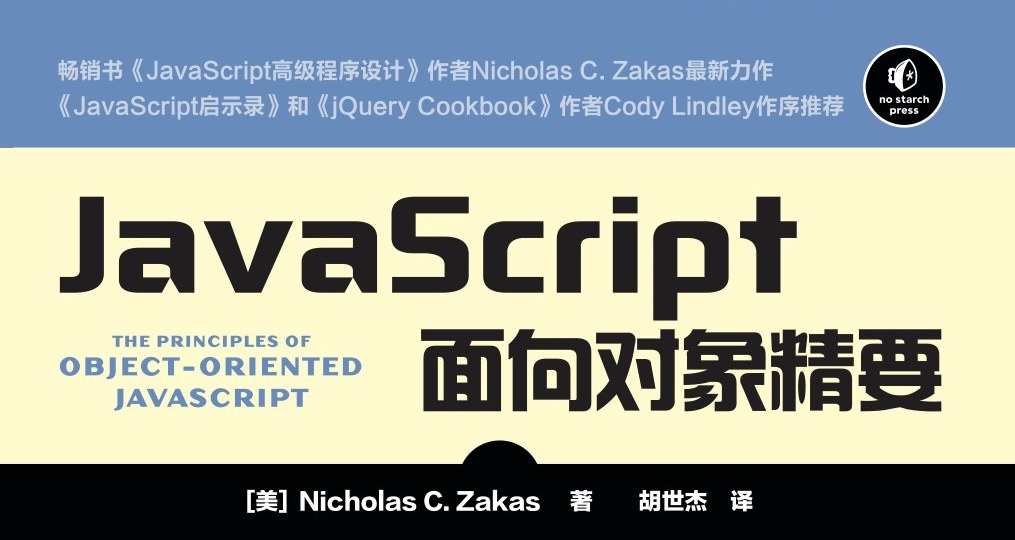 畅销书《JavaScript高级程序设计》作者Nicholas C. Zakas最新力作
《JavaScript启示录》和《jQuery Cookbook》作者Cody Lindley作序推荐
no starch
press
JavaScript
面向对象精要
THE PRINCIPLES OF
OBJECT-ORIENTED
JAVASCRIPT
[美] Nicholas C. Zakas 著 胡世杰 译